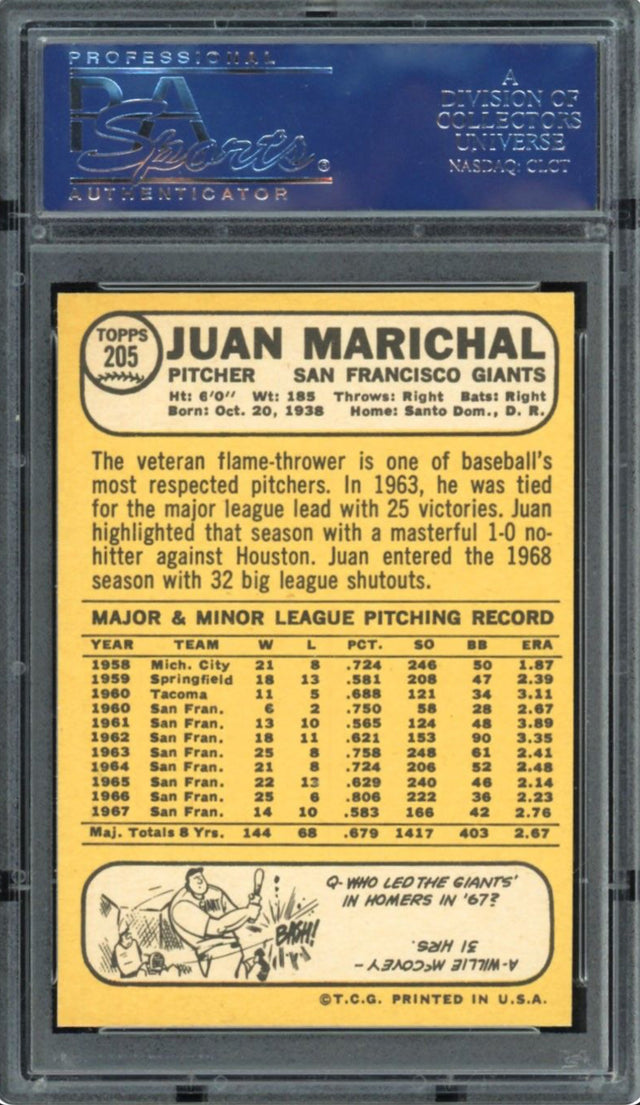 PROFESSIONAL
PSA
Sports®
AUTHENTICATOR
A
DIVISION OF
COLLECTORS
UNIVERSE
NASDAQ: CLCT
TOPPS
205
JUAN MARICHAL
PITCHER SAN FRANCISCO GIANTS
Ht: 6'0" Wt: 185 Throws: Right Bats: Right
Born: Oct. 20, 1938 Home: Santo Dom., D. R.
The veteran flame-thrower is one of baseball's
most respected pitchers. In 1963, he was tied
for the major league lead with 25 victories. Juan
highlighted that season with a masterful 1-0 no-
hitter against Houston. Juan entered the 1968
season with 32 big league shutouts.
MAJOR & MINOR LEAGUE PITCHING RECORD
YEAR TEAM W L PCT. SO BB ERA
1958 Mich. City 21 8 .724 246 50 1.87
1959 Springfield 18 13 .581 208 47 2.39
1960 Tacoma 11 5 .688 121 34 3.11
1960 San Fran. 6 2 .750 58 28 2.67
1961 San Fran. 13 10 .565 124 48 3.89
1962 San Fran. 18 11 .621 153 90 3.35
1963 San Fran. 25 8 .758 248 61 2.41
1964 San Fran. 21 8 .724 206 52 2.48
1965 San Fran. 22 13 .629 240 46 2.14
1966 San Fran. 25 6 .806 222 36 2.23
1967 San Fran. 14 10 .583 166 42 2.76
Maj. Totals 8 Yrs. 144 68 .679 1417 403 2.67
GIANTS
BASH!
Q-WHO LED THE GIANTS'
IN HOMERS IN '67?
A-WILLIE McCOVEY –
31 HRS.
©T.C.G. PRINTED IN U.S.A.